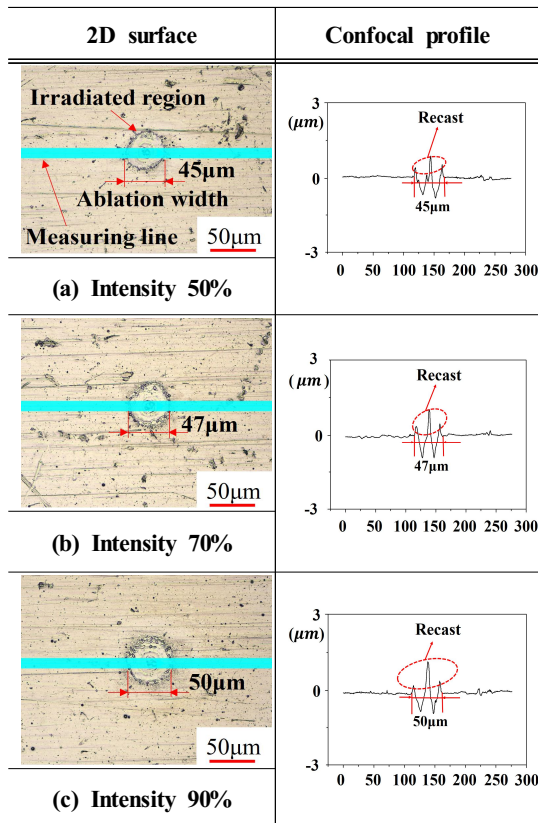 2D surface
Confocal profile
Irradiated region
45μm
Ablation width
Measuring line
50μm
3
(μm)
Recast
0
45μm
-3
0 50 100 150 200 250 300
(a) Intensity 50%
47μm
50μm
3
(μm)
Recast
0
47μm
-3
0 50 100 150 200 250 300
(b) Intensity 70%
50μm
50μm
3
(μm)
Recast
0
50μm
-3
0 50 100 150 200 250 300
(c) Intensity 90%